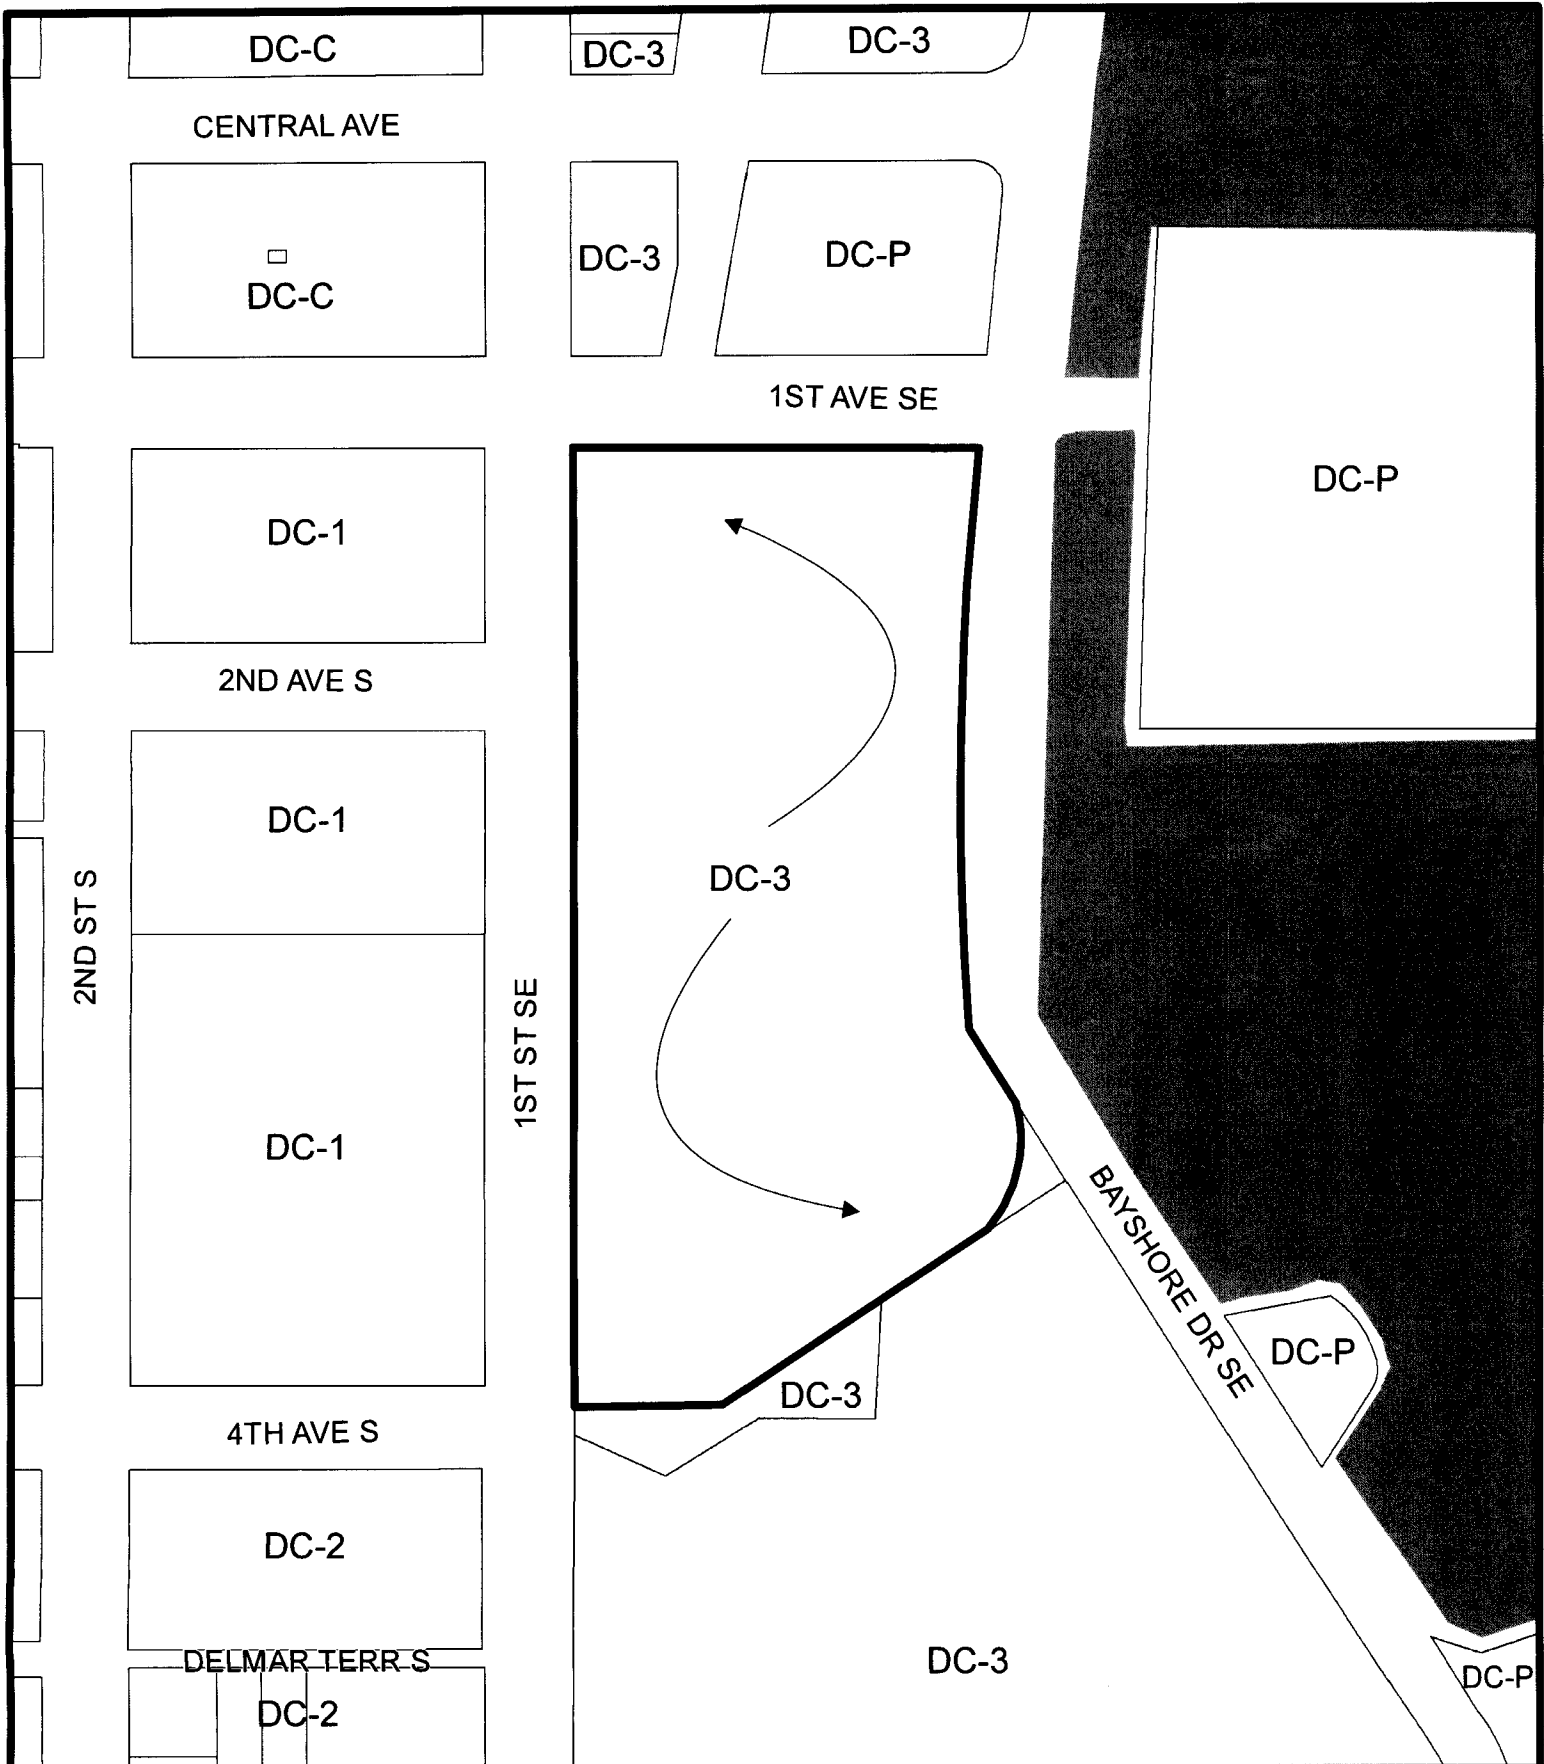 DC-C
DC-3
DC-3
CENTRAL AVE
DC-C
DC-3
DC-P
1ST AVE SE
DC-P
DC-1
2ND AVE S
DC-1
DC-3
2ND ST S
1ST ST SE
DC-1
BAYSHORE DR SE
DC-P
DC-3
4TH AVE S
DC-2
DELMAR TERR S
DC-3
DC-P
DC-2